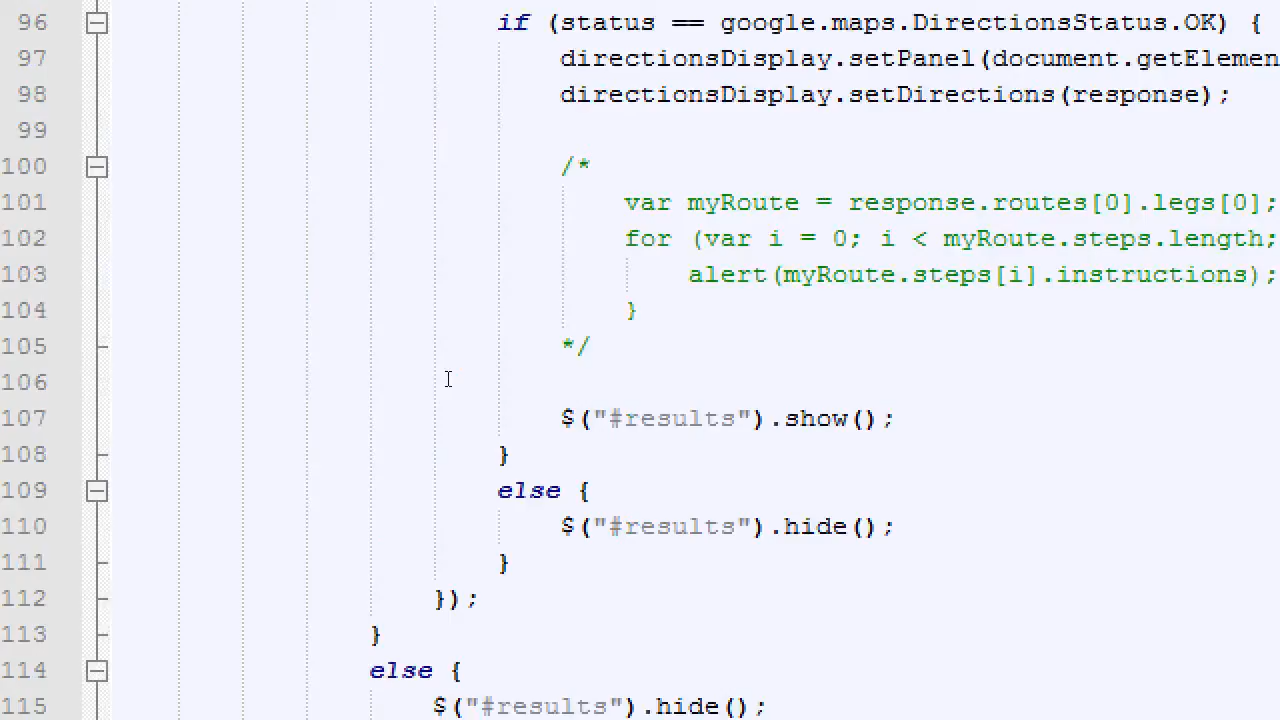 96 if (status == google.maps.DirectionsStatus.OK) {
97 directionsDisplay.setPanel(document.getElemen
98 directionsDisplay.setDirections(response);
99
100 /*
101 var myRoute = response.routes[0].legs[0];
102 for (var i = 0; i < myRoute.steps.length;
103 alert(myRoute.steps[i].instructions);
104 }
105 */
106
107 $("#results").show();
108 }
109 else {
110 $("#results").hide();
111 }
112 });
113 }
114 else {
115 $("#results").hide();